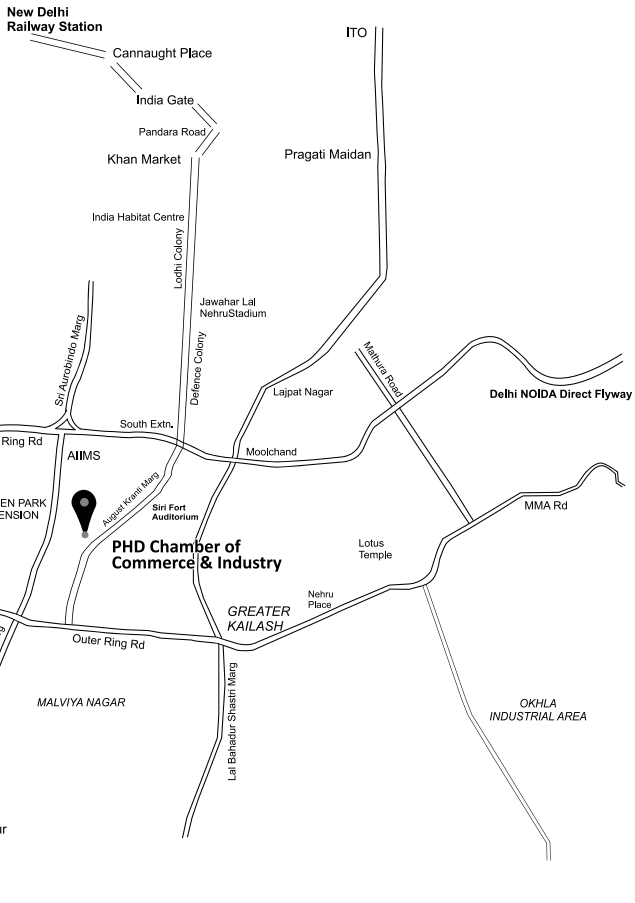 New Delhi
Railway Station
Cannaught Place
ITO
India Gate
Pandara Road
Khan Market
Pragati Maidan
India Habitat Centre
Lodhi Colony
Jawahar Lal
NehruStadium
Sri Aurobindo Marg
Defence Colony
Mathura Road
Lajpat Nagar
Delhi NOIDA Direct Flyway
South Extn.
Ring Rd
Moolchand
AIIMS
August Kranti Marg
EN PARK
ENSION
Siri Fort
Auditorium
MMA Rd
PHD Chamber of
Commerce & Industry
Lotus
Temple
Nehru
Place
GREATER
KAILASH
Outer Ring Rd
Lal Bahadur Shastri Marg
MALVIYA NAGAR
OKHLA
INDUSTRIAL AREA
ur